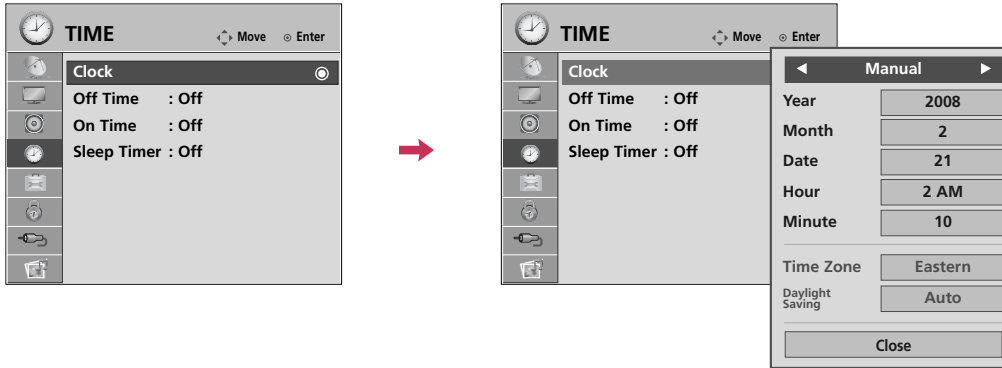 TIME Move Enter
Clock
Off Time : Off
On Time : Off
Sleep Timer : Off
TIME Move Enter
Clock
Off Time : Off
On Time : Off
Sleep Timer : Off
Manual
Year 2008
Month 2
Date 21
Hour 2 AM
Minute 10
Time Zone Eastern
Daylight Saving Auto
Close